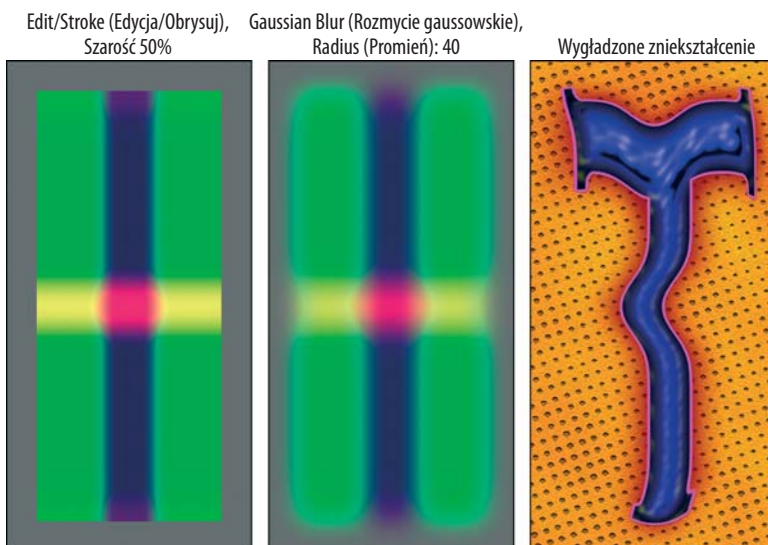 Edit/Stroke (Edycja/Obrysuj),
Szarość 50%
Gaussian Blur (Rozmycie gaussowskie),
Radius (Promień): 40
Wygładzone zniekształcenie